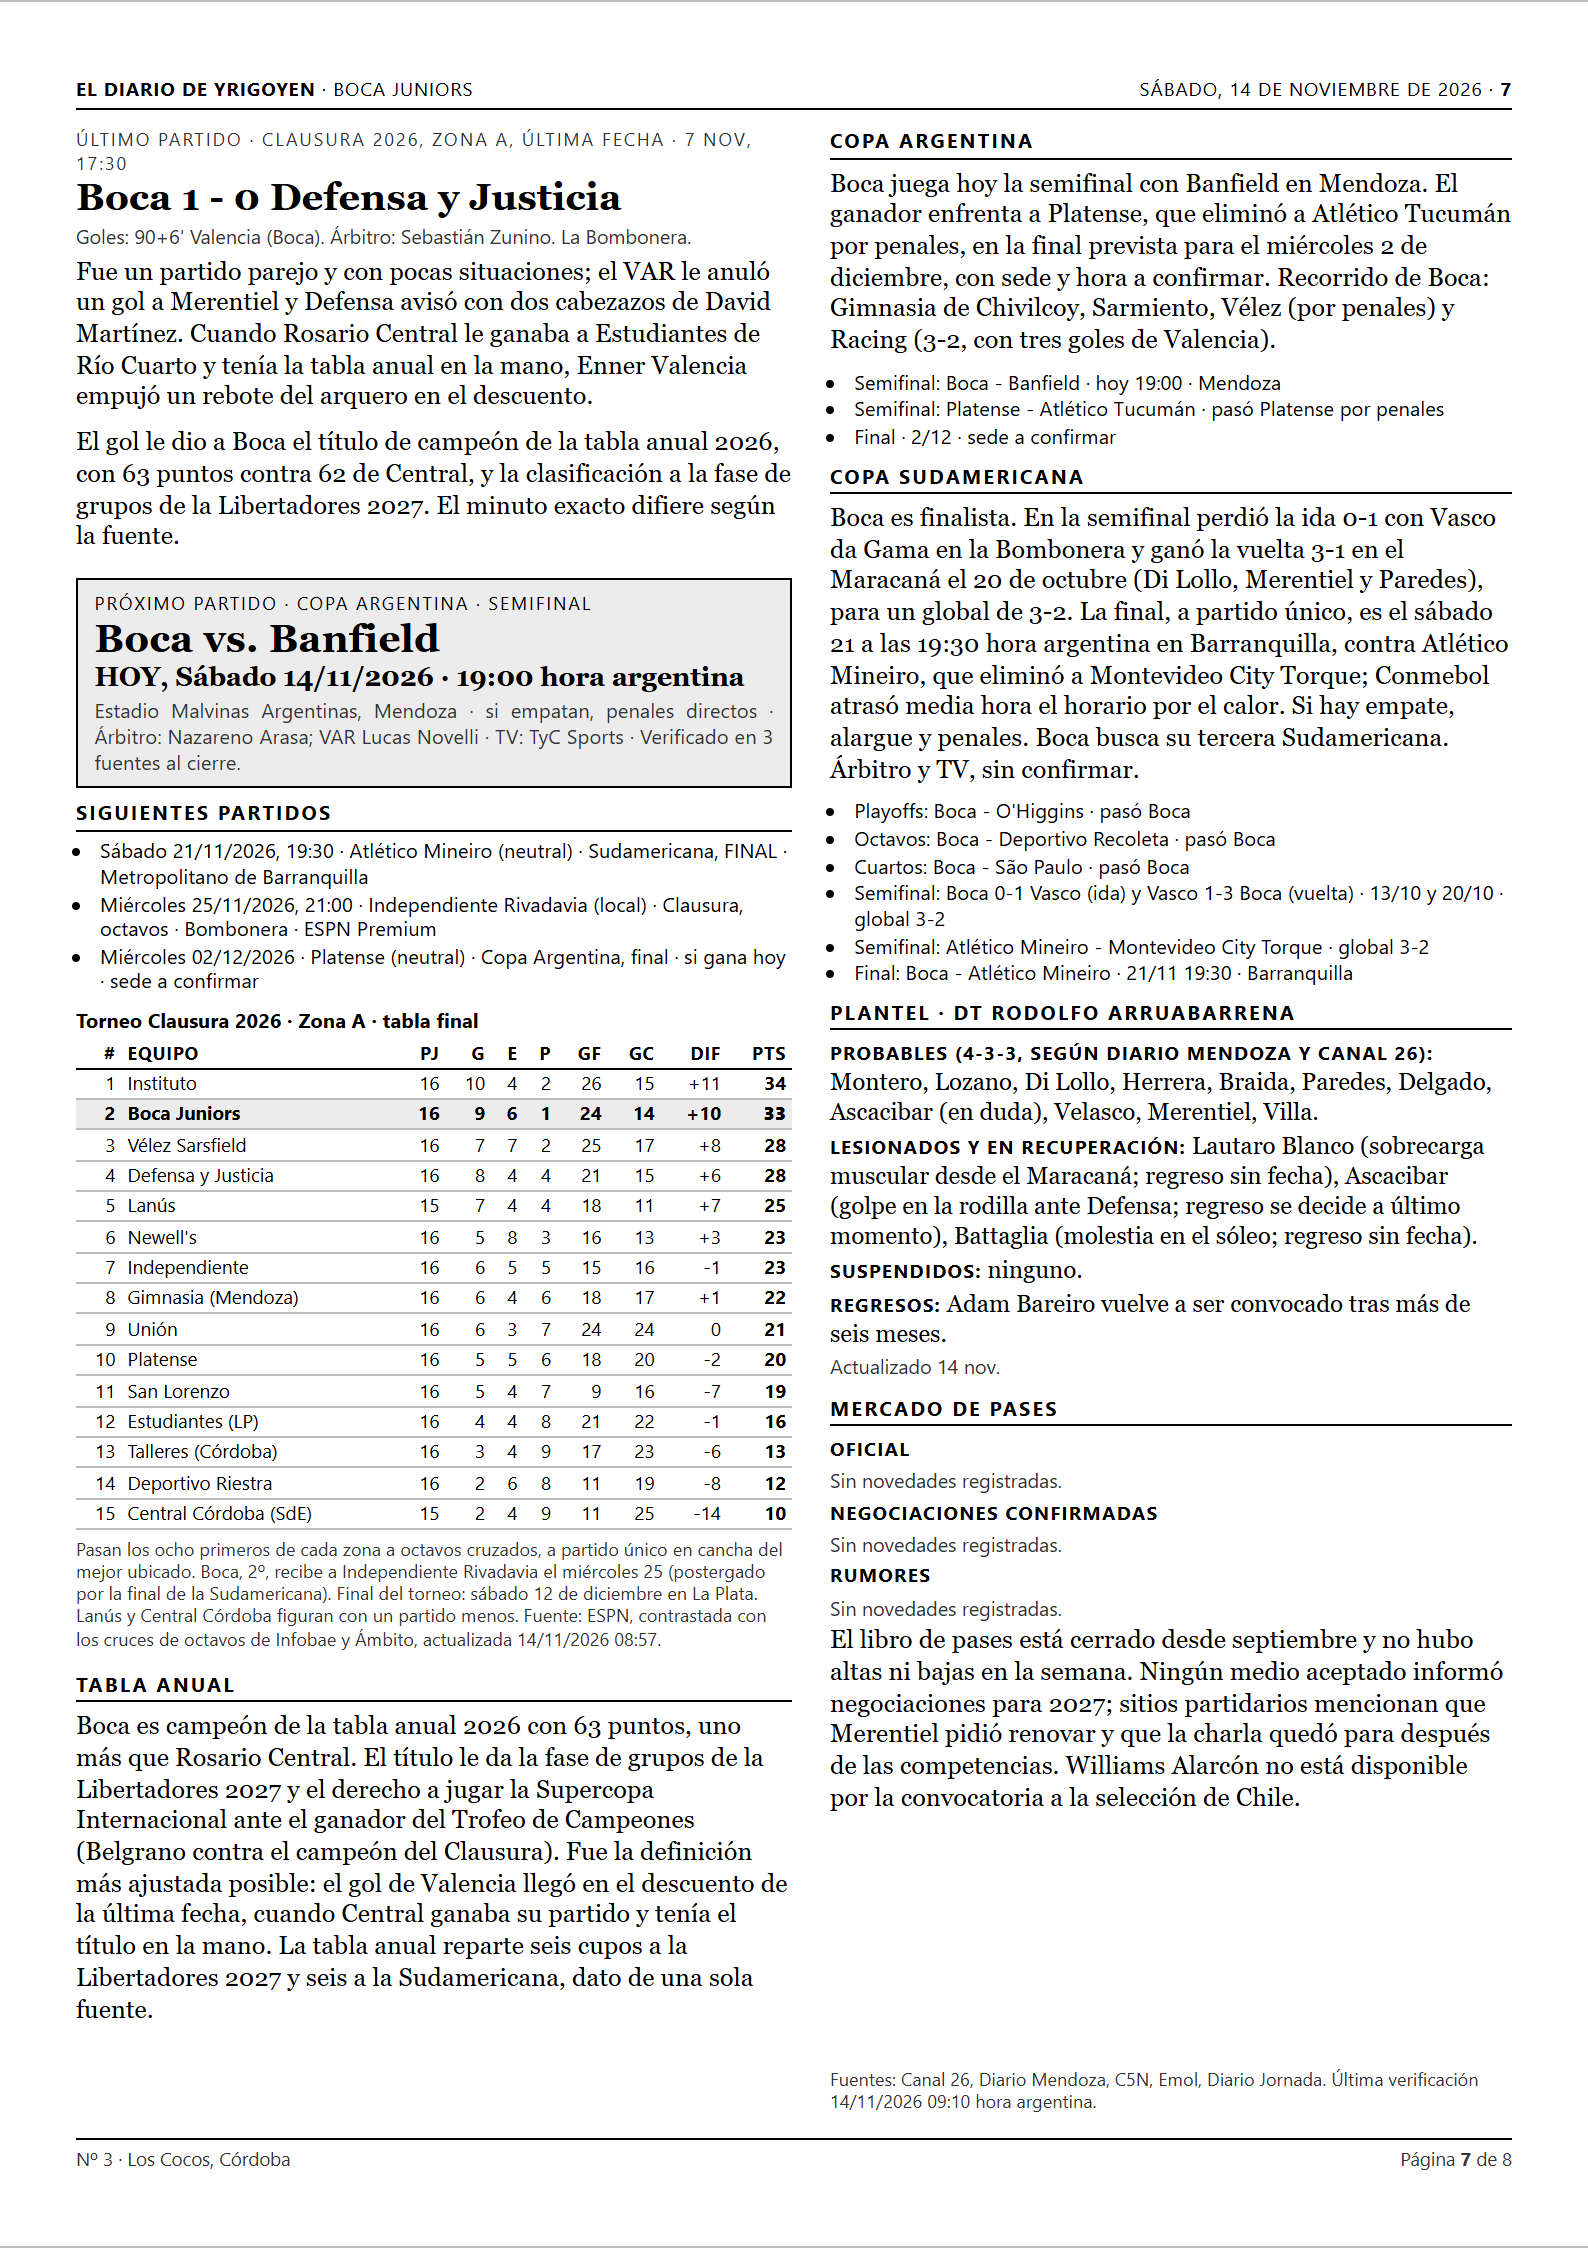 EL DIARIO DE YRIGOYEN · BOCA JUNIORS
SÁBADO, 14 DE NOVIEMBRE DE 2026 · 7
ÚLTIMO PARTIDO · CLAUSURA 2026, ZONA A, ÚLTIMA FECHA · 7 NOV,
17:30
Boca 1 - 0 Defensa y Justicia
Goles: 90+6' Valencia (Boca). Árbitro: Sebastián Zunino. La Bombonera.
Fue un partido parejo y con pocas situaciones; el VAR le anuló
un gol a Merentiel y Defensa avisó con dos cabezazos de David
Martínez. Cuando Rosario Central le ganaba a Estudiantes de
Río Cuarto y tenía la tabla anual en la mano, Enner Valencia
empujó un rebote del arquero en el descuento.
El gol le dio a Boca el título de campeón de la tabla anual 2026,
con 63 puntos contra 62 de Central, y la clasificación a la fase de
grupos de la Libertadores 2027. El minuto exacto difiere según
la fuente.
PRÓXIMO PARTIDO · COPA ARGENTINA · SEMIFINAL
Boca vs. Banfield
HOY, Sábado 14/11/2026 · 19:00 hora argentina
Estadio Malvinas Argentinas, Mendoza · si empatan, penales directos ·
Árbitro: Nazareno Arasa; VAR Lucas Novelli · TV: TyC Sports · Verificado en 3
fuentes al cierre.
SIGUIENTES PARTIDOS
• Sábado 21/11/2026, 19:30 · Atlético Mineiro (neutral) · Sudamericana, FINAL ·
Metropolitano de Barranquilla
• Miércoles 25/11/2026, 21:00 · Independiente Rivadavia (local) · Clausura,
octavos · Bombonera · ESPN Premium
• Miércoles 02/12/2026 · Platense (neutral) · Copa Argentina, final · si gana hoy
· sede a confirmar
Torneo Clausura 2026 · Zona A · tabla final
# EQUIPO PJ G E P GF GC DIF PTS
1 Instituto 16 10 4 2 26 15 +11 34
2 Boca Juniors 16 9 6 1 24 14 +10 33
3 Vélez Sarsfield 16 7 7 2 25 17 +8 28
4 Defensa y Justicia 16 8 4 4 21 15 +6 28
5 Lanús 15 7 4 4 18 11 +7 25
6 Newell's 16 5 8 3 16 13 +3 23
7 Independiente 16 6 5 5 15 16 -1 23
8 Gimnasia (Mendoza) 16 6 4 6 18 17 +1 22
9 Unión 16 6 3 7 24 24 0 21
10 Platense 16 5 5 6 18 20 -2 20
11 San Lorenzo 16 5 4 7 9 16 -7 19
12 Estudiantes (LP) 16 4 4 8 21 22 -1 16
13 Talleres (Córdoba) 16 3 4 9 17 23 -6 13
14 Deportivo Riestra 16 2 6 8 11 19 -8 12
15 Central Córdoba (SdE) 15 2 4 9 11 25 -14 10
Pasan los ocho primeros de cada zona a octavos cruzados, a partido único en cancha del
mejor ubicado. Boca, 2º, recibe a Independiente Rivadavia el miércoles 25 (postergado
por la final de la Sudamericana). Final del torneo: sábado 12 de diciembre en La Plata.
Lanús y Central Córdoba figuran con un partido menos. Fuente: ESPN, contrastada con
los cruces de octavos de Infobae y Ámbito, actualizada 14/11/2026 08:57.
TABLA ANUAL
Boca es campeón de la tabla anual 2026 con 63 puntos, uno
más que Rosario Central. El título le da la fase de grupos de la
Libertadores 2027 y el derecho a jugar la Supercopa
Internacional ante el ganador del Trofeo de Campeones
(Belgrano contra el campeón del Clausura). Fue la definición
más ajustada posible: el gol de Valencia llegó en el descuento de
la última fecha, cuando Central ganaba su partido y tenía el
título en la mano. La tabla anual reparte seis cupos a la
Libertadores 2027 y seis a la Sudamericana, dato de una sola
fuente.
COPA ARGENTINA
Boca juega hoy la semifinal con Banfield en Mendoza. El
ganador enfrenta a Platense, que eliminó a Atlético Tucumán
por penales, en la final prevista para el miércoles 2 de
diciembre, con sede y hora a confirmar. Recorrido de Boca:
Gimnasia de Chivilcoy, Sarmiento, Vélez (por penales) y
Racing (3-2, con tres goles de Valencia).
• Semifinal: Boca - Banfield · hoy 19:00 · Mendoza
• Semifinal: Platense - Atlético Tucumán · pasó Platense por penales
• Final · 2/12 · sede a confirmar
COPA SUDAMERICANA
Boca es finalista. En la semifinal perdió la ida 0-1 con Vasco
da Gama en la Bombonera y ganó la vuelta 3-1 en el
Maracaná el 20 de octubre (Di Lollo, Merentiel y Paredes),
para un global de 3-2. La final, a partido único, es el sábado
21 a las 19:30 hora argentina en Barranquilla, contra Atlético
Mineiro, que eliminó a Montevideo City Torque; Conmebol
atrasó media hora el horario por el calor. Si hay empate,
alargue y penales. Boca busca su tercera Sudamericana.
Árbitro y TV, sin confirmar.
• Playoffs: Boca - O'Higgins · pasó Boca
• Octavos: Boca - Deportivo Recoleta · pasó Boca
• Cuartos: Boca - São Paulo · pasó Boca
• Semifinal: Boca 0-1 Vasco (ida) y Vasco 1-3 Boca (vuelta) · 13/10 y 20/10 ·
global 3-2
• Semifinal: Atlético Mineiro - Montevideo City Torque · global 3-2
• Final: Boca - Atlético Mineiro · 21/11 19:30 · Barranquilla
PLANTEL · DT RODOLFO ARRUABARRENA
PROBABLES (4-3-3, SEGÚN DIARIO MENDOZA Y CANAL 26):
Montero, Lozano, Di Lollo, Herrera, Braida, Paredes, Delgado,
Ascacibar (en duda), Velasco, Merentiel, Villa.
LESIONADOS Y EN RECUPERACIÓN: Lautaro Blanco (sobrecarga
muscular desde el Maracaná; regreso sin fecha), Ascacibar
(golpe en la rodilla ante Defensa; regreso se decide a último
momento), Battaglia (molestia en el sóleo; regreso sin fecha).
SUSPENDIDOS: ninguno.
REGRESOS: Adam Bareiro vuelve a ser convocado tras más de
seis meses.
Actualizado 14 nov.
MERCADO DE PASES
OFICIAL
Sin novedades registradas.
NEGOCIACIONES CONFIRMADAS
Sin novedades registradas.
RUMORES
Sin novedades registradas.
El libro de pases está cerrado desde septiembre y no hubo
altas ni bajas en la semana. Ningún medio aceptado informó
negociaciones para 2027; sitios partidarios mencionan que
Merentiel pidió renovar y que la charla quedó para después
de las competencias. Williams Alarcón no está disponible
por la convocatoria a la selección de Chile.
Fuentes: Canal 26, Diario Mendoza, C5N, Emol, Diario Jornada. Última verificación
14/11/2026 09:10 hora argentina.
Nº 3 · Los Cocos, Córdoba
Página 7 de 8